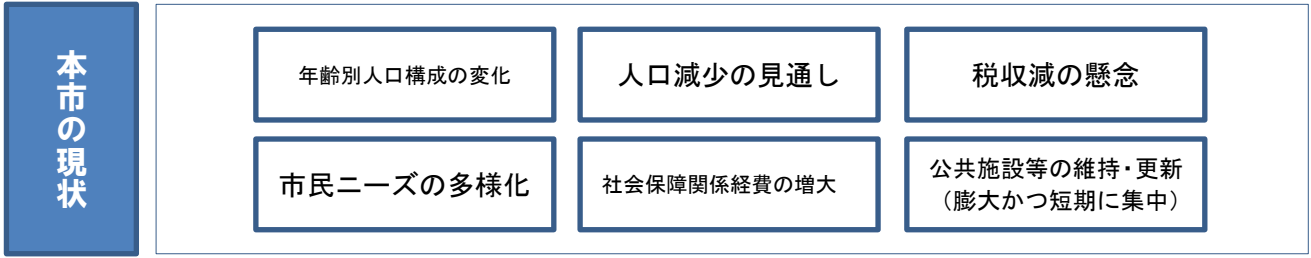 本市の現状
年齢別人口構成の変化
人口減少の見通し
税収減の懸念
市民ニーズの多様化
社会保障関係経費の増大
公共施設等の維持・更新
（膨大かつ短期に集中）